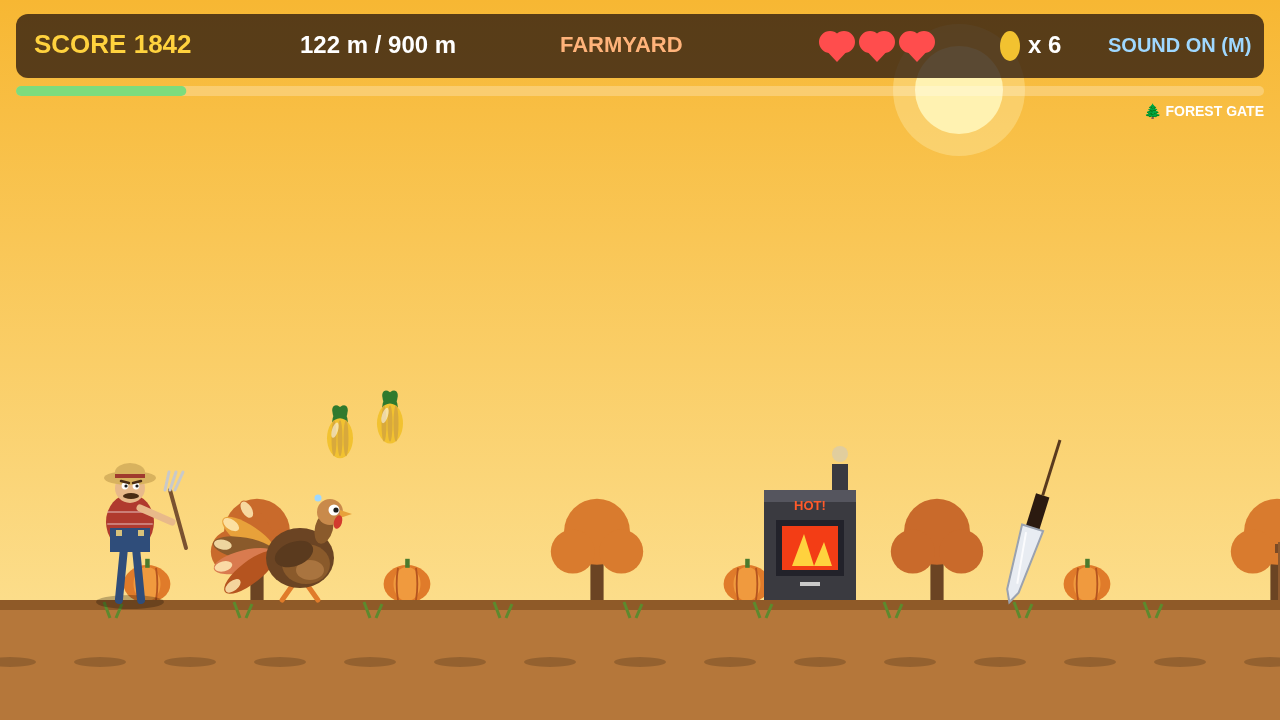 SCORE 1842
122 m / 900 m
FARMYARD
x 6
SOUND ON (M)
🌲 FOREST GATE
HOT!